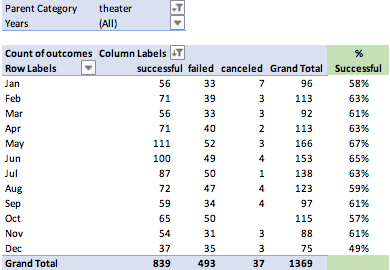 Parent Category theater
Years (All)
Count of outcomes Column Labels %
Row Labels successful failed canceled Grand Total Successful
Jan 56 33 7 96 58%
Feb 71 39 3 113 63%
Mar 56 33 3 92 61%
Apr 71 40 2 113 63%
May 111 52 3 166 67%
Jun 100 49 4 153 65%
Jul 87 50 1 138 63%
Aug 72 47 4 123 59%
Sep 59 34 4 97 61%
Oct 65 50 115 57%
Nov 54 31 3 88 61%
Dec 37 35 3 75 49%
Grand Total 839 493 37 1369